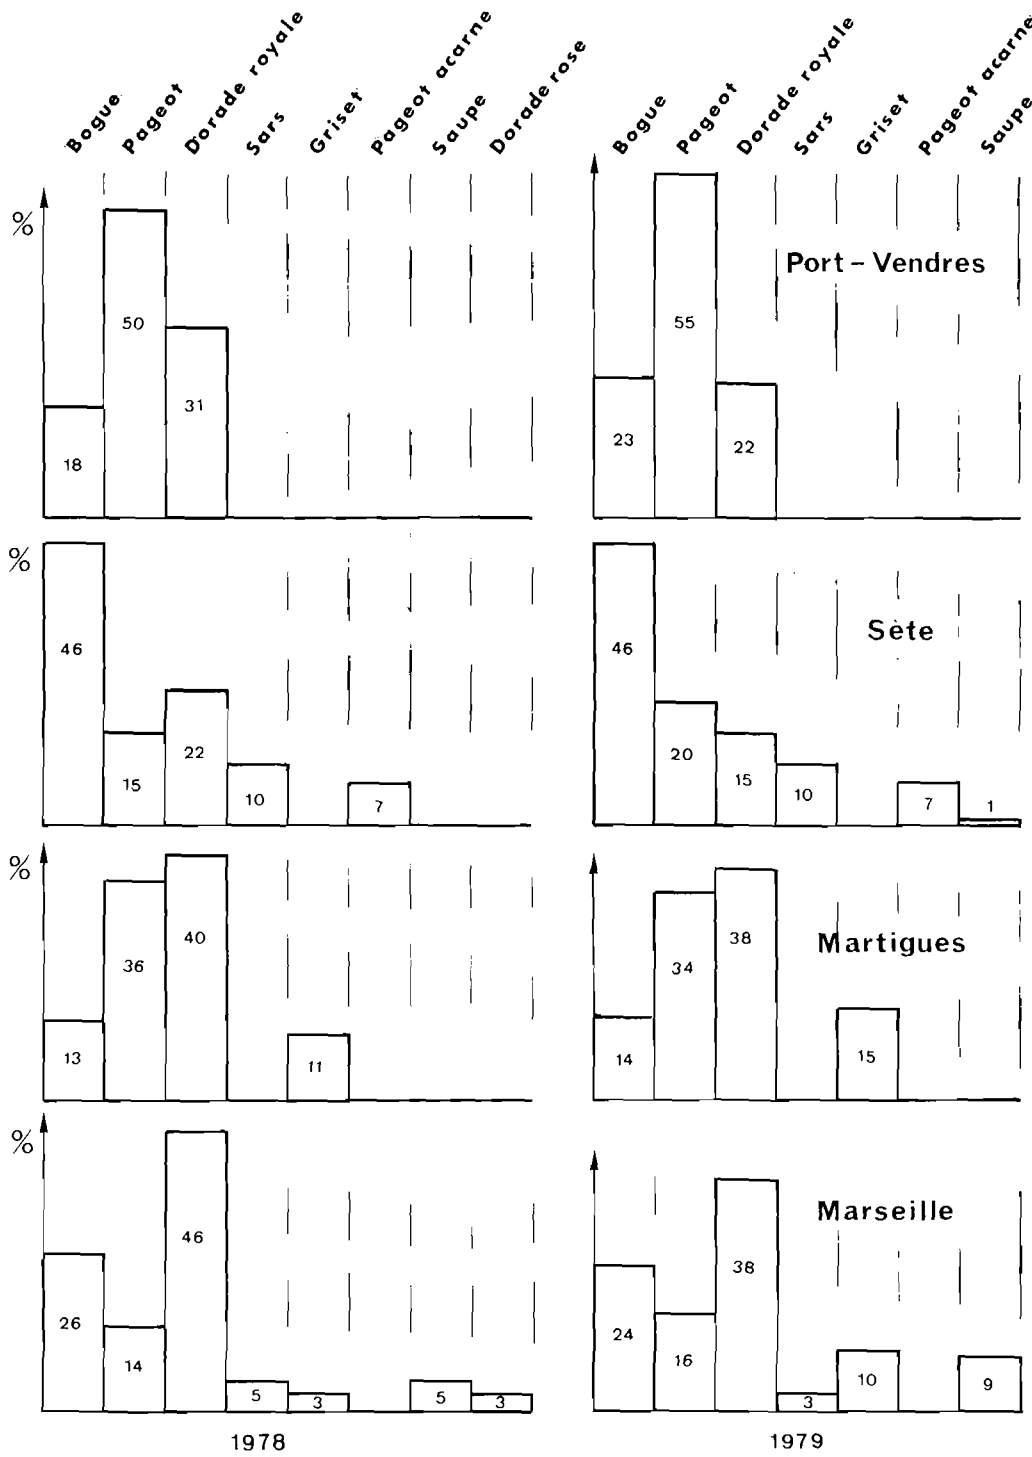 Bogue
Pageot
Dorade royale
Sars
Griset
Pageot acarne
Saupe
Dorade rose
Bogue
Pageot
Dorade royale
Sars
Griset
Pageot acarne
Saupe
%
18
50
31
Port-Vendres
23
55
22
%
46
15
22
10
7
Sète
46
20
15
10
7
1
%
13
36
40
11
Martigues
14
34
38
15
%
26
14
46
5
3
5
3
Marseille
24
16
38
3
10
9
1978
1979